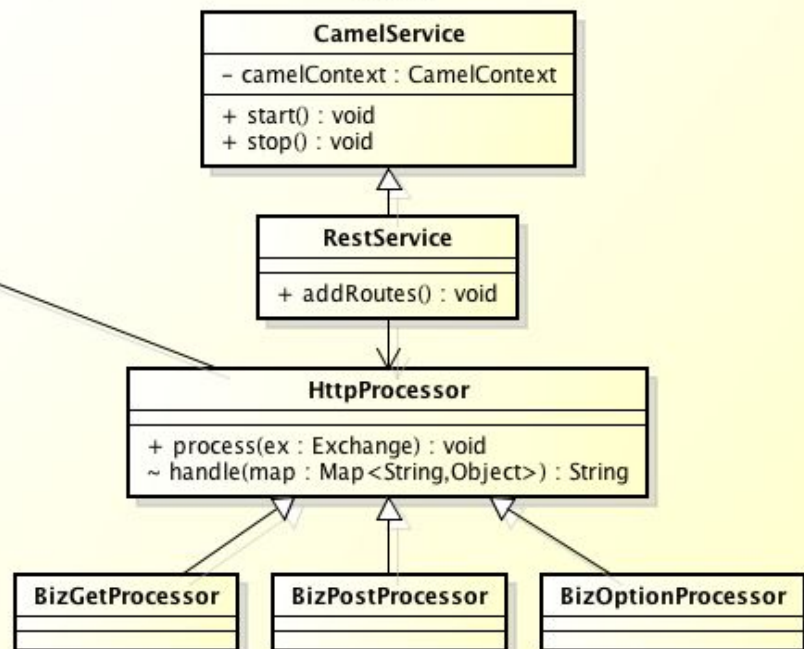 CamelService
- camelContext : CamelContext
+ start() : void
+ stop() : void
RestService
+ addRoutes() : void
HttpProcessor
+ process(ex : Exchange) : void
~ handle(map : Map<String,Object>) : String
BizGetProcessor
BizPostProcessor
BizOptionProcessor